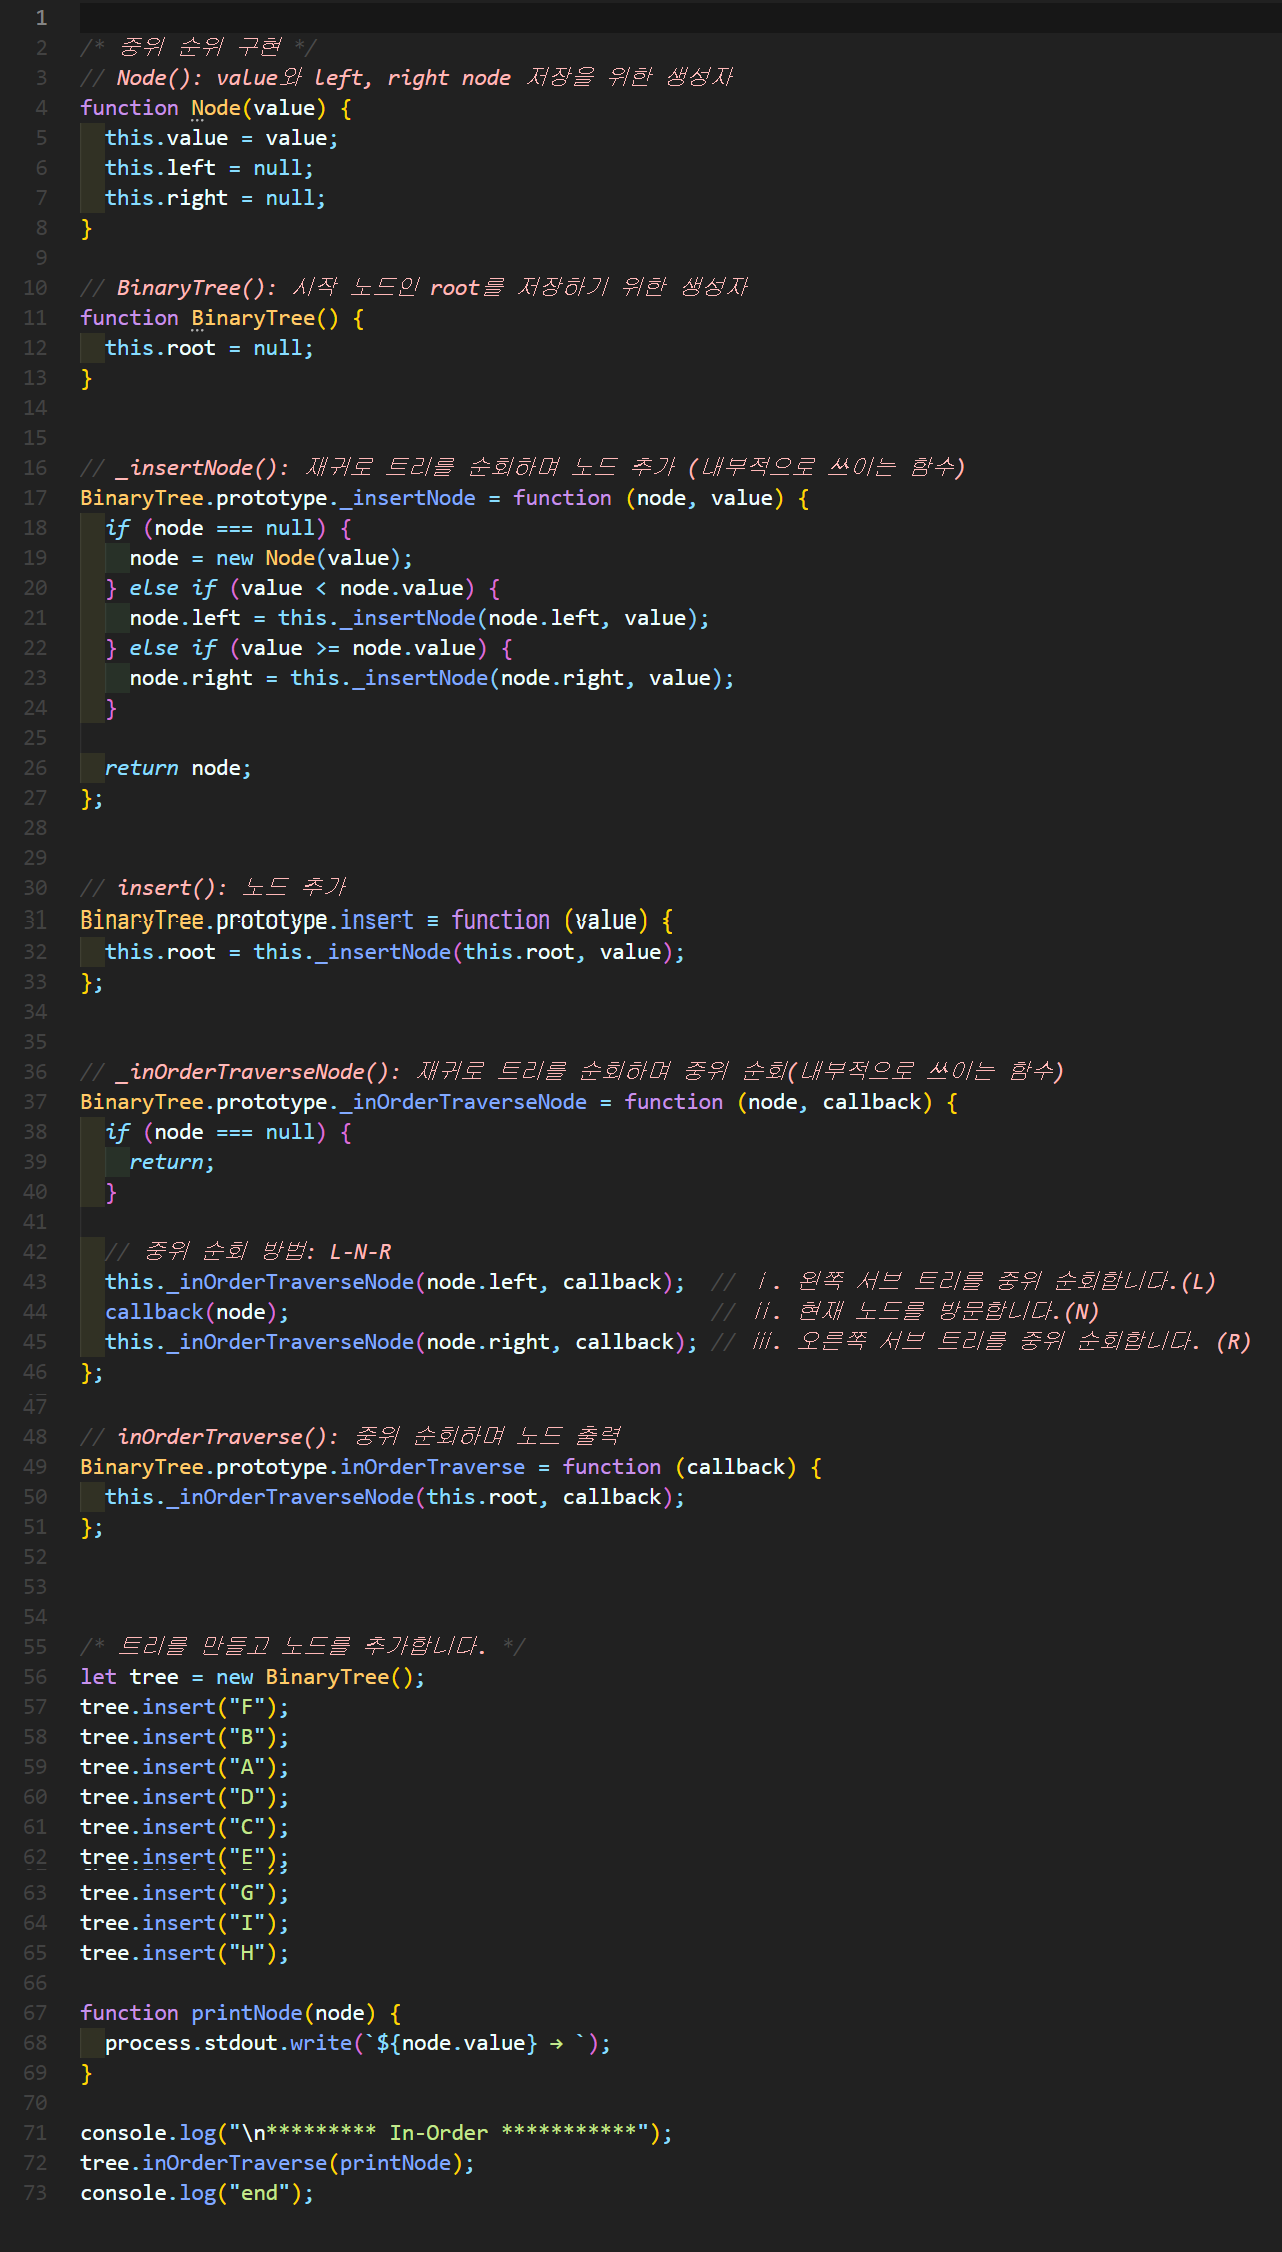 1
2 /* 중위 순위 구현 */
3 // Node(): value와 left, right node 저장을 위한 생성자
4 function Node(value) {
5   this.value = value;
6   this.left = null;
7   this.right = null;
8 }
9
10 // BinaryTree(): 시작 노드인 root를 저장하기 위한 생성자
11 function BinaryTree() {
12   this.root = null;
13 }
14
15
16 // _insertNode(): 재귀로 트리를 순회하며 노드 추가 (내부적으로 쓰이는 함수)
17 BinaryTree.prototype._insertNode = function (node, value) {
18   if (node === null) {
19     node = new Node(value);
20   } else if (value < node.value) {
21     node.left = this._insertNode(node.left, value);
22   } else if (value >= node.value) {
23     node.right = this._insertNode(node.right, value);
24   }
25
26   return node;
27 };
28
29
30 // insert(): 노드 추가
31 BinaryTree.prototype.insert = function (value) {
32   this.root = this._insertNode(this.root, value);
33 };
34
35
36 // _inOrderTraverseNode(): 재귀로 트리를 순회하며 중위 순회(내부적으로 쓰이는 함수)
37 BinaryTree.prototype._inOrderTraverseNode = function (node, callback) {
38   if (node === null) {
39     return;
40   }
41
42   // 중위 순회 방법: L-N-R
43   this._inOrderTraverseNode(node.left, callback);  // ⅰ. 왼쪽 서브 트리를 중위 순회합니다.(L)
44   callback(node);                                  // ⅱ. 현재 노드를 방문합니다.(N)
45   this._inOrderTraverseNode(node.right, callback); // ⅲ. 오른쪽 서브 트리를 중위 순회합니다. (R)
46 };
47
48 // inOrderTraverse(): 중위 순회하며 노드 출력
49 BinaryTree.prototype.inOrderTraverse = function (callback) {
50   this._inOrderTraverseNode(this.root, callback);
51 };
52
53
54
55 /* 트리를 만들고 노드를 추가합니다. */
56 let tree = new BinaryTree();
57 tree.insert("F");
58 tree.insert("B");
59 tree.insert("A");
60 tree.insert("D");
61 tree.insert("C");
62 tree.insert("E");
63 tree.insert("G");
64 tree.insert("I");
65 tree.insert("H");
66
67 function printNode(node) {
68   process.stdout.write(`${node.value} → `);
69 }
70
71 console.log("\n********* In-Order ***********");
72 tree.inOrderTraverse(printNode);
73 console.log("end");